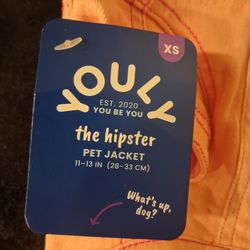 XS
YOULY
EST. 2020
YOU BE YOU
the hipster
PET JACKET
11-13 IN (28-33 CM)
What's up,
dog?